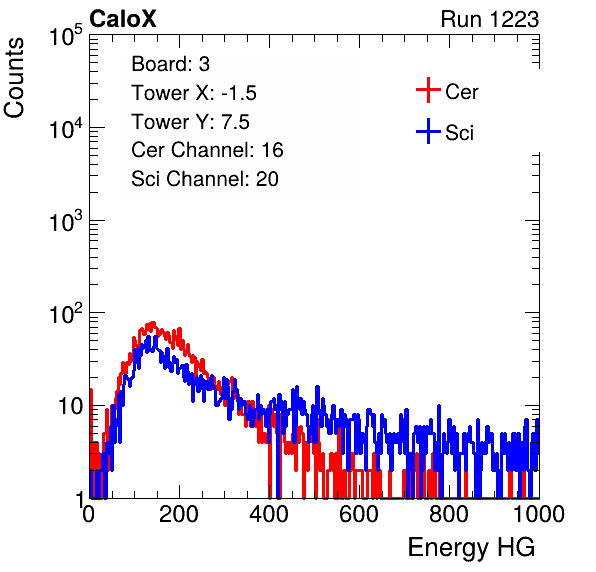 CaloX Run 1223
Counts
10^5
10^4
10^3
10^2
10
1
Board: 3
Tower X: -1.5
Tower Y: 7.5
Cer Channel: 16
Sci Channel: 20
Cer
Sci
0 200 400 600 800 1000
Energy HG